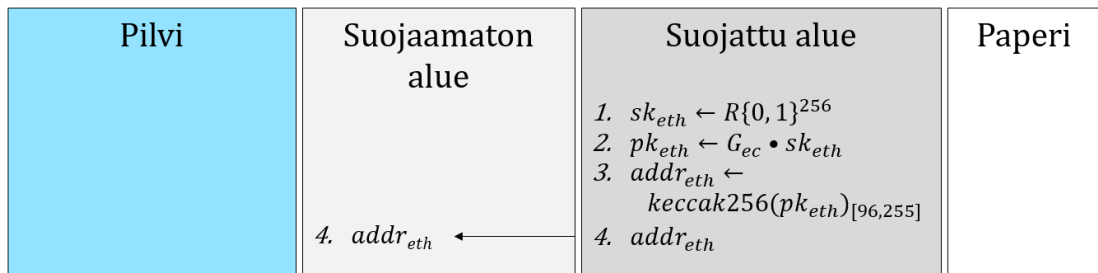 Pilvi
Suojaamaton
alue
Suojattu alue
Paperi
1. sk_eth ← R{0, 1}^256
2. pk_eth ← G_ec • sk_eth
3. addr_eth ←
keccak256(pk_eth)_[96,255]
4. addr_eth
4. addr_eth